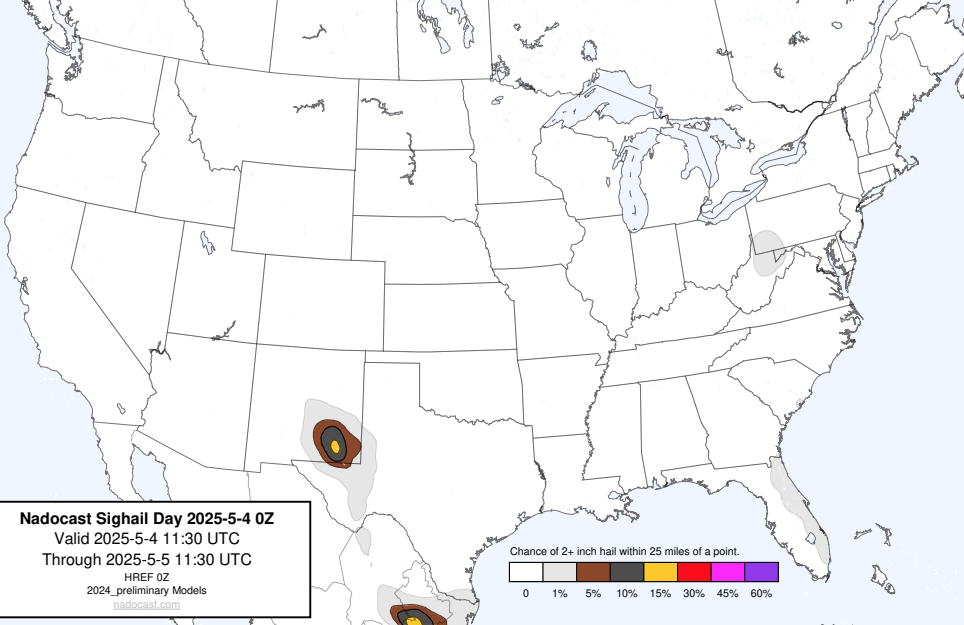 Nadocast Sighail Day 2025-5-4 0Z
Valid 2025-5-4 11:30 UTC
Through 2025-5-5 11:30 UTC
HREF 0Z
2024_preliminary Models
nadocast.com
Chance of 2+ inch hail within 25 miles of a point.
0 1% 5% 10% 15% 30% 45% 60%